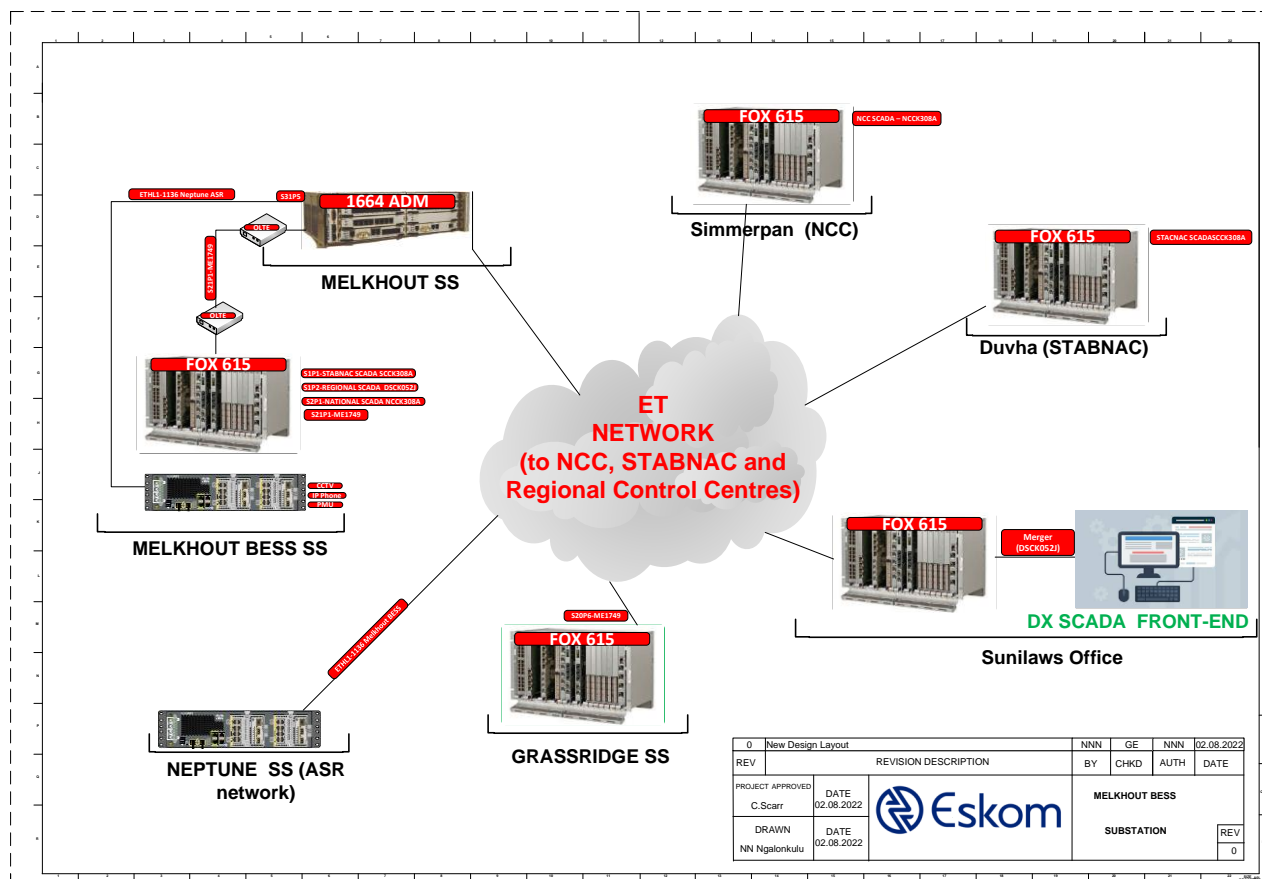 FOX 615
NCC SCADA – NCCK308A
Simmerpan  (NCC)
ETHL1-1136 Neptune ASR
S31P5
1664 ADM
OLTE
MELKHOUT SS
S21P1-ME1749
OLTE
FOX 615
STACNAC SCADASCCK308A
Duvha (STABNAC)
FOX 615
S1P1-STABNAC SCADA SCCK308A
S1P2-REGIONAL SCADA  DSCK052J
S2P1-NATIONAL SCADA NCCK308A
S21P1-ME1749
CCTV
IP Phone
PMU
MELKHOUT BESS SS
ET
NETWORK
(to NCC, STABNAC and
Regional Control Centres)
FOX 615
Merger
(DSCK052J)
DX SCADA  FRONT-END
Sunilaws Office
ETHL1-1136 Melkhout BESS
S20P6-ME1749
FOX 615
GRASSRIDGE SS
NEPTUNE  SS (ASR
network)
0 New Design Layout NNN GE NNN 02.08.2022
REV REVISION DESCRIPTION BY CHKD AUTH DATE
PROJECT APPROVED
C.Scarr
DATE
02.08.2022
DRAWN
NN Ngalonkulu
DATE
02.08.2022
Eskom
MELKHOUT BESS
SUBSTATION
REV
0